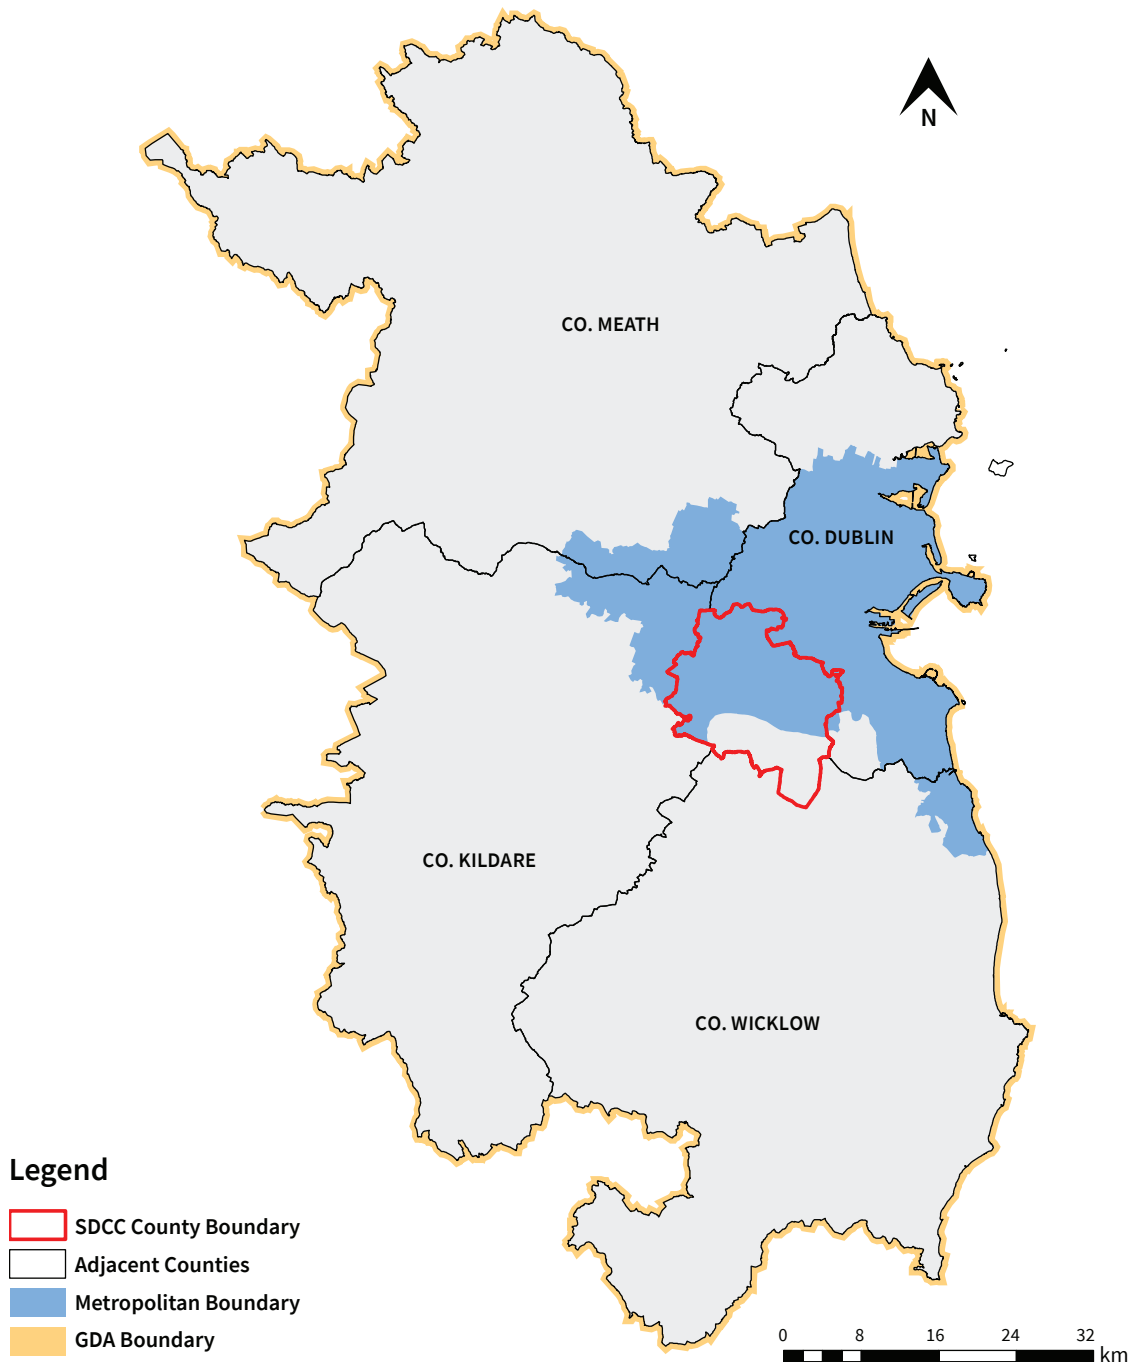 N
CO. MEATH
CO. DUBLIN
CO. KILDARE
CO. WICKLOW
Legend
SDCC County Boundary
Adjacent Counties
Metropolitan Boundary
GDA Boundary
0 8 16 24 32
km